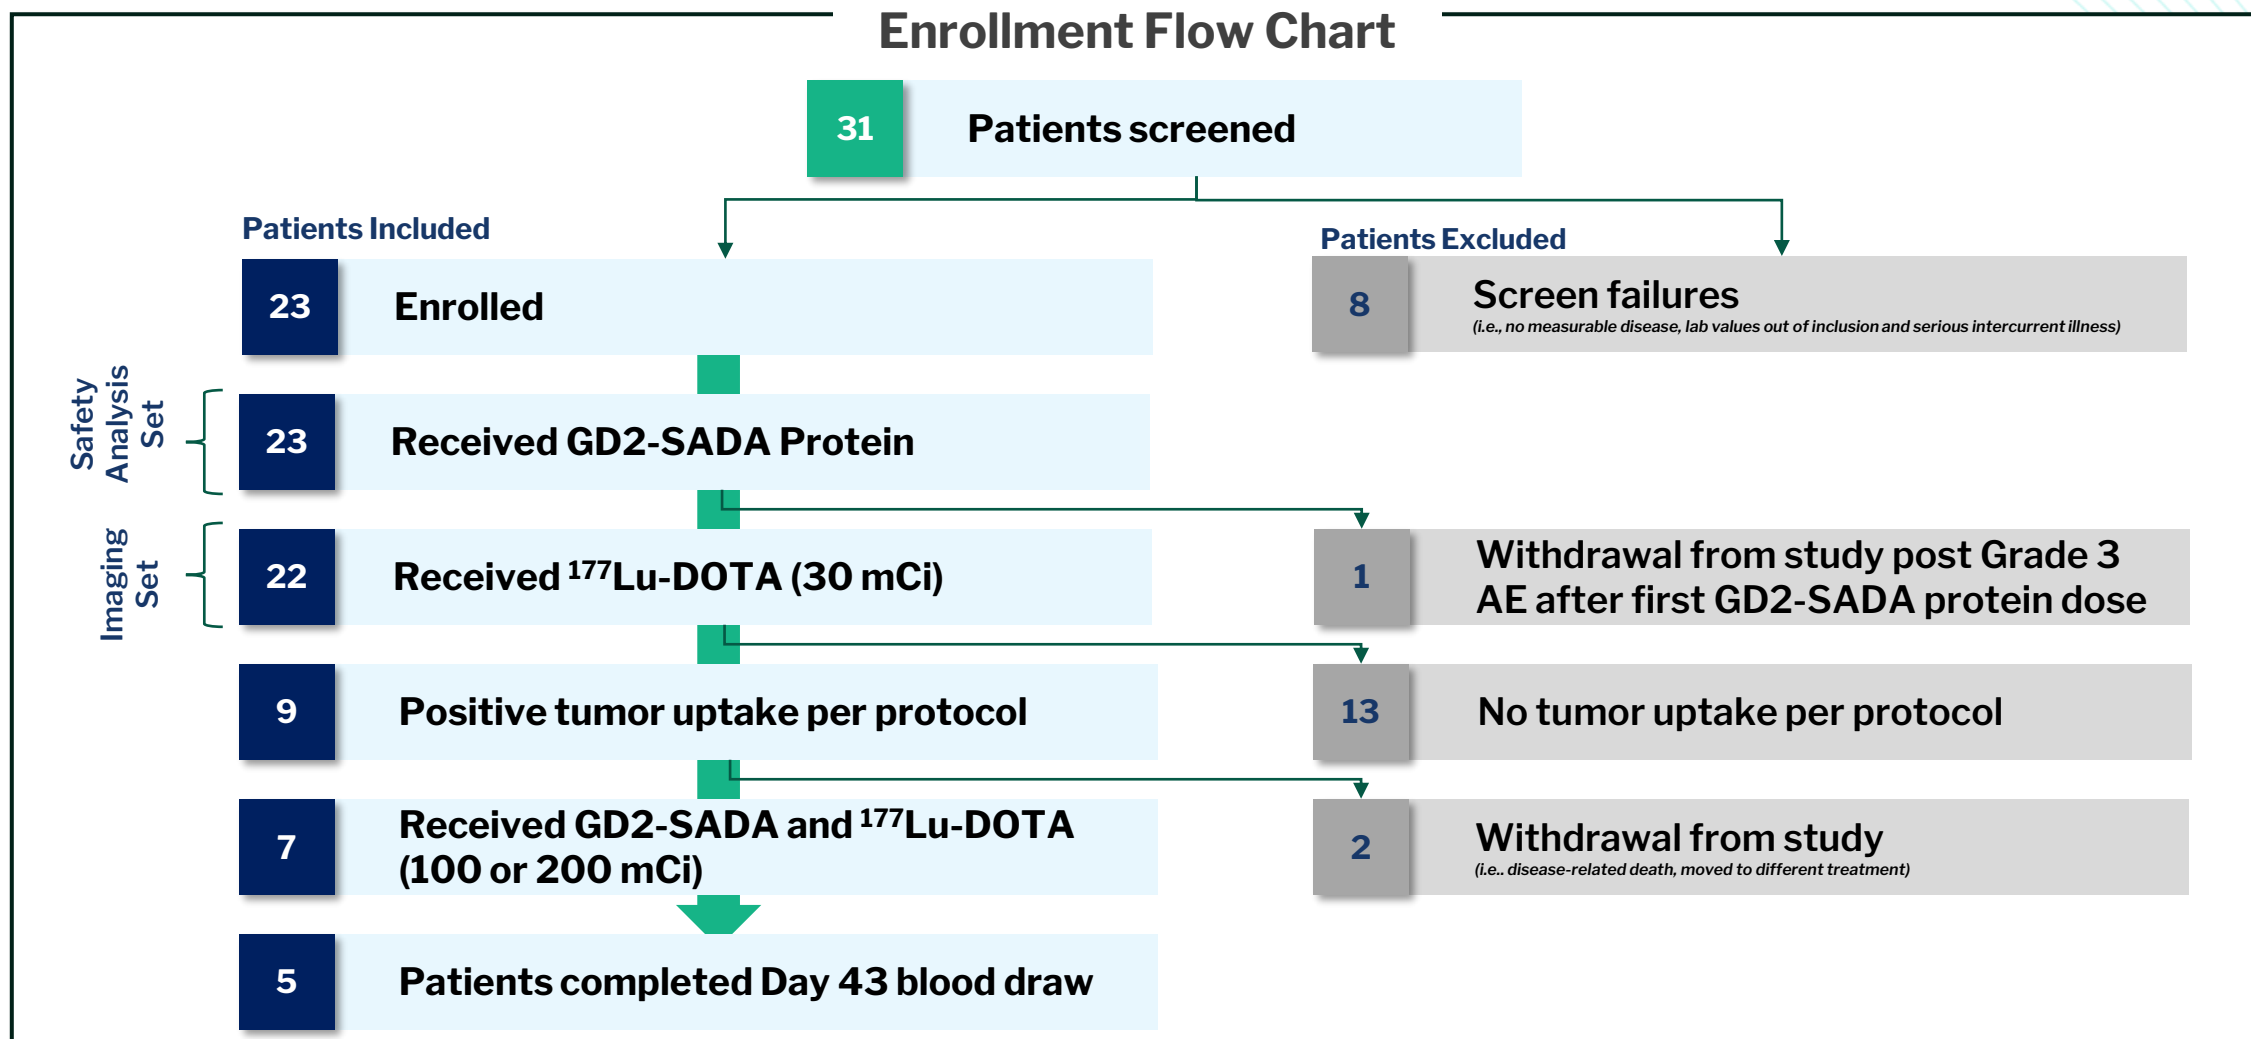 Enrollment Flow Chart
31
Patients screened
Patients Included
Patients Excluded
23
Enrolled
8
Screen failures
(i.e., no measurable disease, lab values out of inclusion and serious intercurrent illness)
Safety
Analysis
Set
23
Received GD2-SADA Protein
Imaging
Set
22
Received ¹⁷⁷Lu-DOTA (30 mCi)
1
Withdrawal from study post Grade 3
AE after first GD2-SADA protein dose
9
Positive tumor uptake per protocol
13
No tumor uptake per protocol
7
Received GD2-SADA and ¹⁷⁷Lu-DOTA
(100 or 200 mCi)
2
Withdrawal from study
(i.e.. disease-related death, moved to different treatment)
5
Patients completed Day 43 blood draw